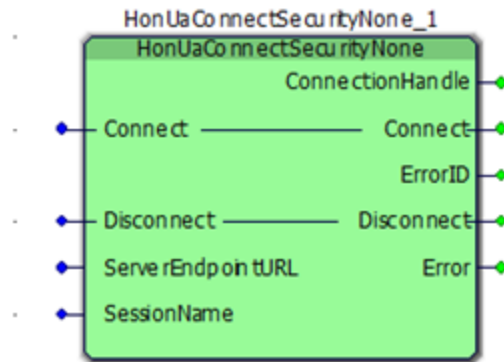 HonUaConnectSecurityNone_1
HonUaConnectSecurityNone
ConnectionHandle
Connect Connect
ErrorID
Disconnect Disconnect
ServerEndpointURL Error
SessionName